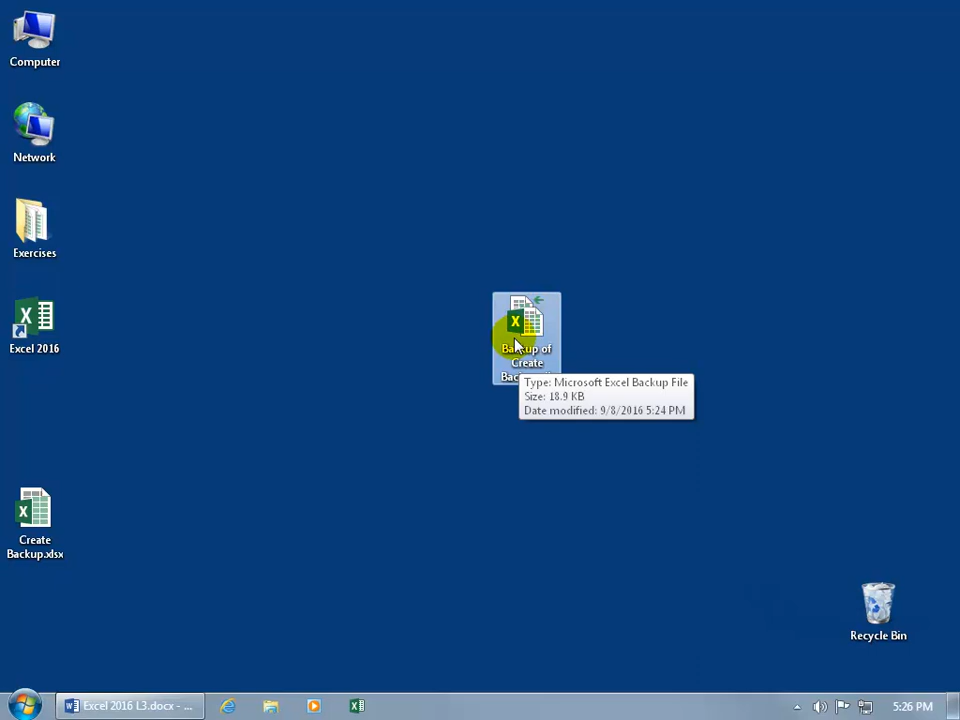 Computer
Network
Exercises
Excel 2016
Create
Backup.xlsx
Backup of
Create
Type: Microsoft Excel Backup File
Size: 18.9 KB
Date modified: 9/8/2016 5:24 PM
Recycle Bin
Excel 2016 L3.docx - ...
5:26 PM